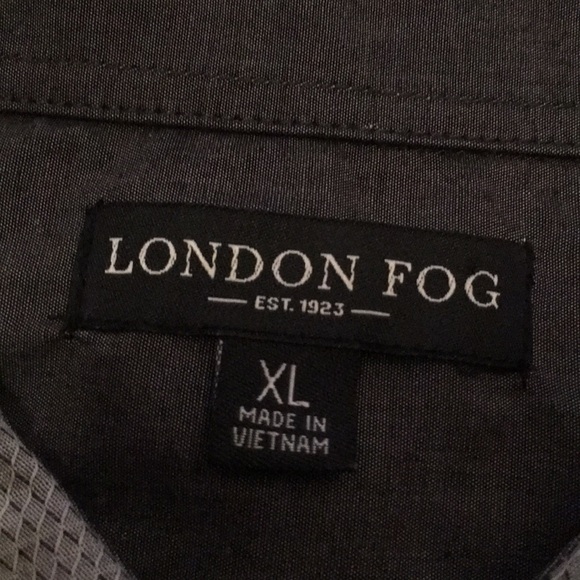 LONDON FOG
EST. 1923
XL
MADE IN
VIETNAM